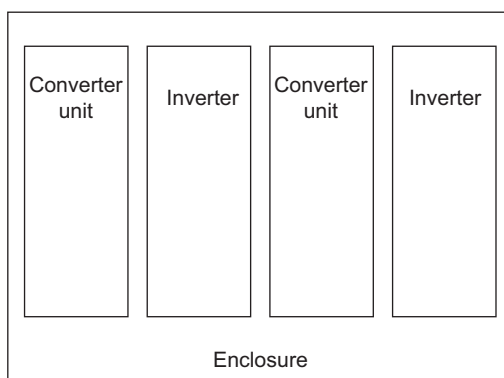 Converter
unit
Inverter
Converter
unit
Inverter
Enclosure